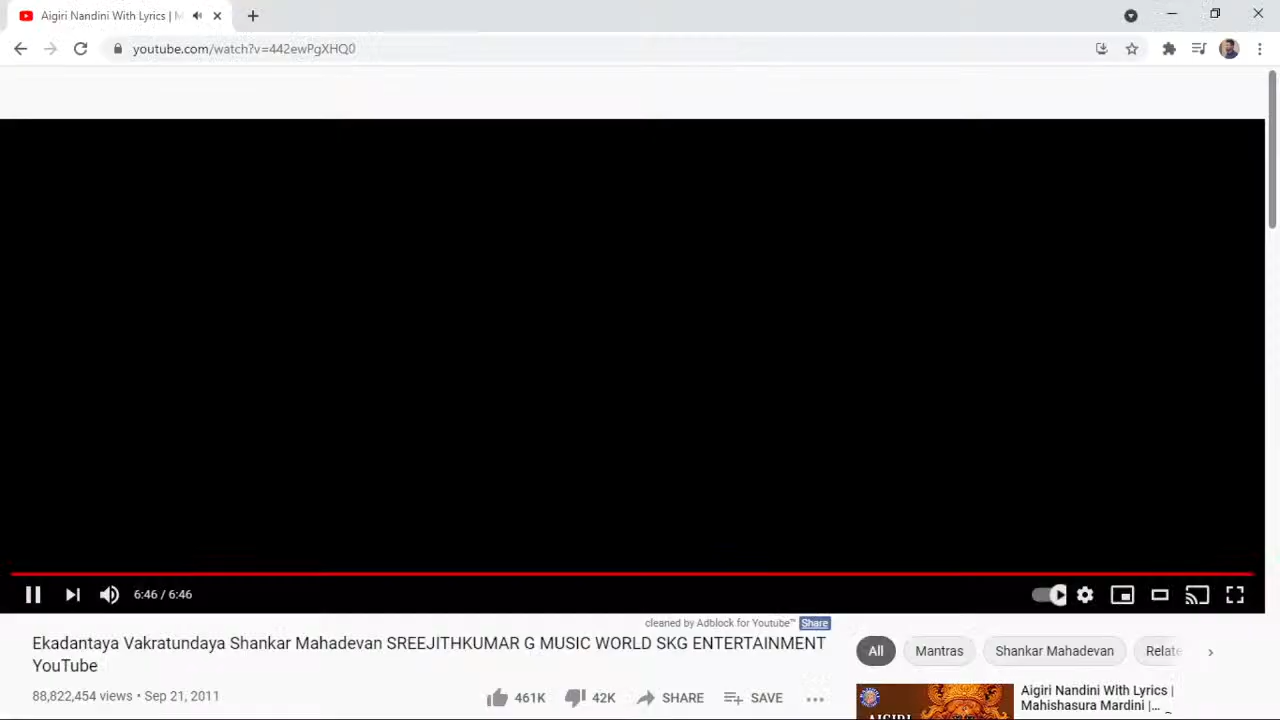 Aigiri Nandini With Lyrics | M
youtube.com/watch?v=442ewPgXHQ0
6:46 / 6:46
cleaned by Adblock for Youtube™ Share
Ekadantaya Vakratundaya Shankar Mahadevan SREEJITHKUMAR G MUSIC WORLD SKG ENTERTAINMENT
YouTube
88,822,454 views • Sep 21, 2011
461K 42K SHARE SAVE
All Mantras Shankar Mahadevan Relate
Aigiri Nandini With Lyrics |
Mahishasura Mardini |...
AIGIRI